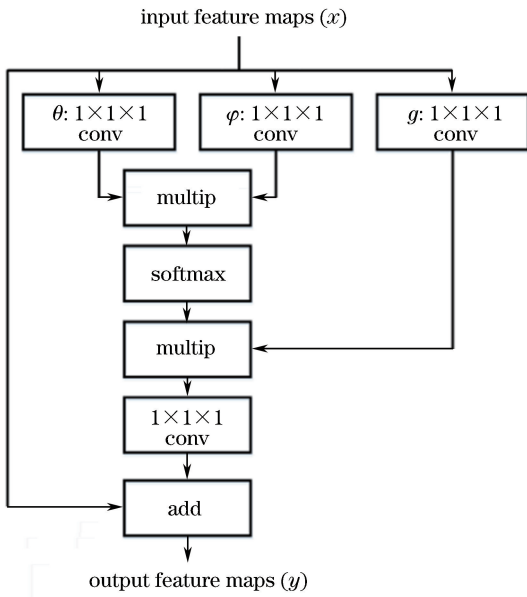 input feature maps (x)
θ: 1×1×1
conv
φ: 1×1×1
conv
g: 1×1×1
conv
multip
softmax
multip
1×1×1
conv
add
output feature maps (y)